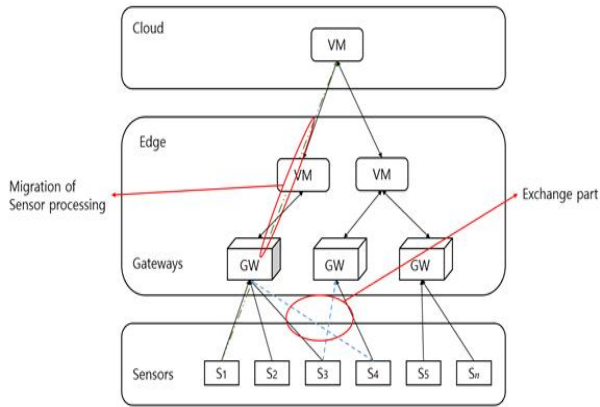 Cloud
VM
Edge
VM
VM
Migration of
Sensor processing
Exchange part
Gateways
GW
GW
GW
Sensors
S1
S2
S3
S4
S5
Sn